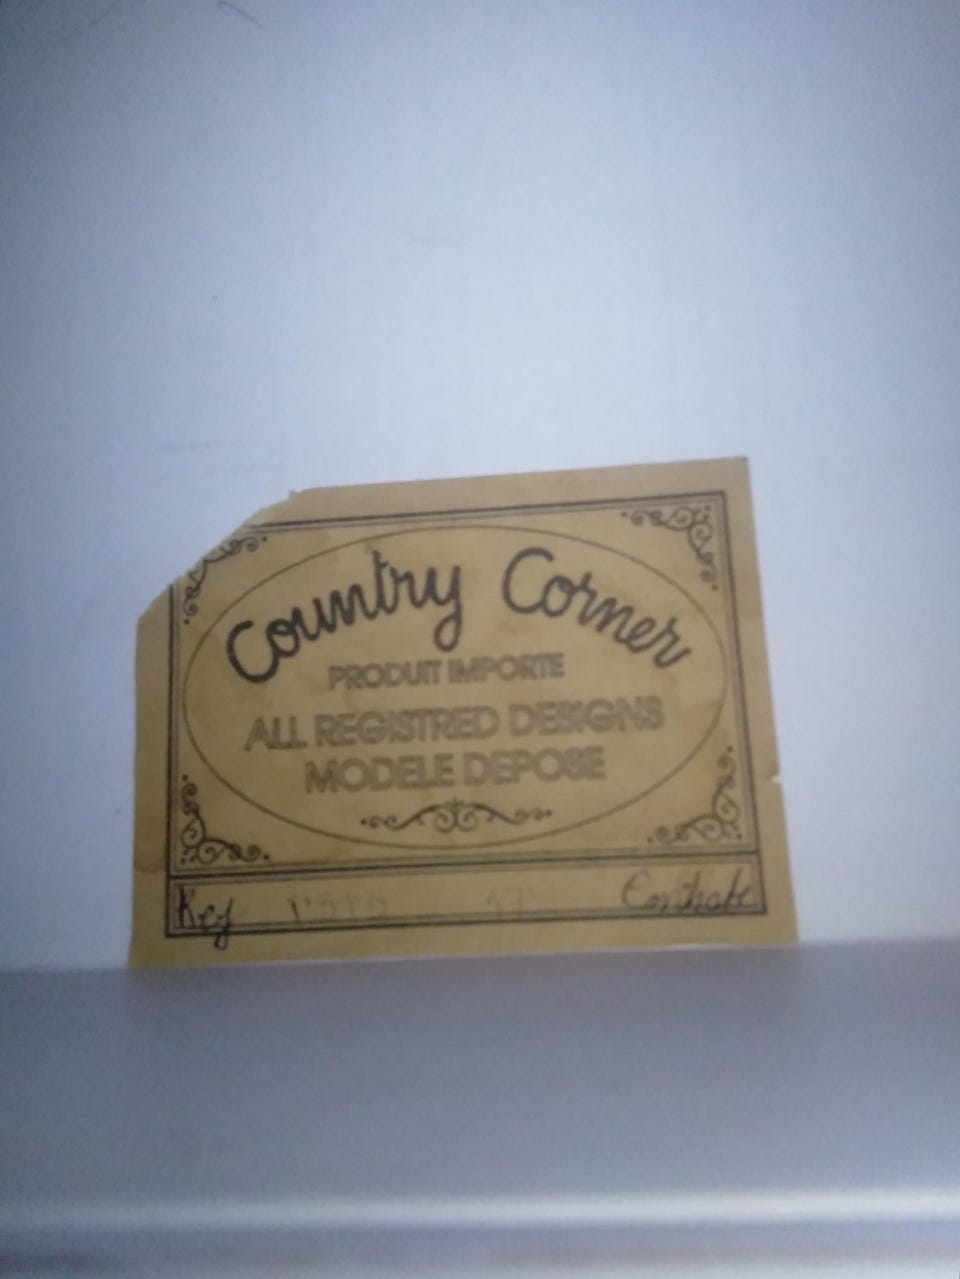 Country Corner
PRODUIT IMPORTE
ALL REGISTRED DESIGNS
MODELE DEPOSE
Ref